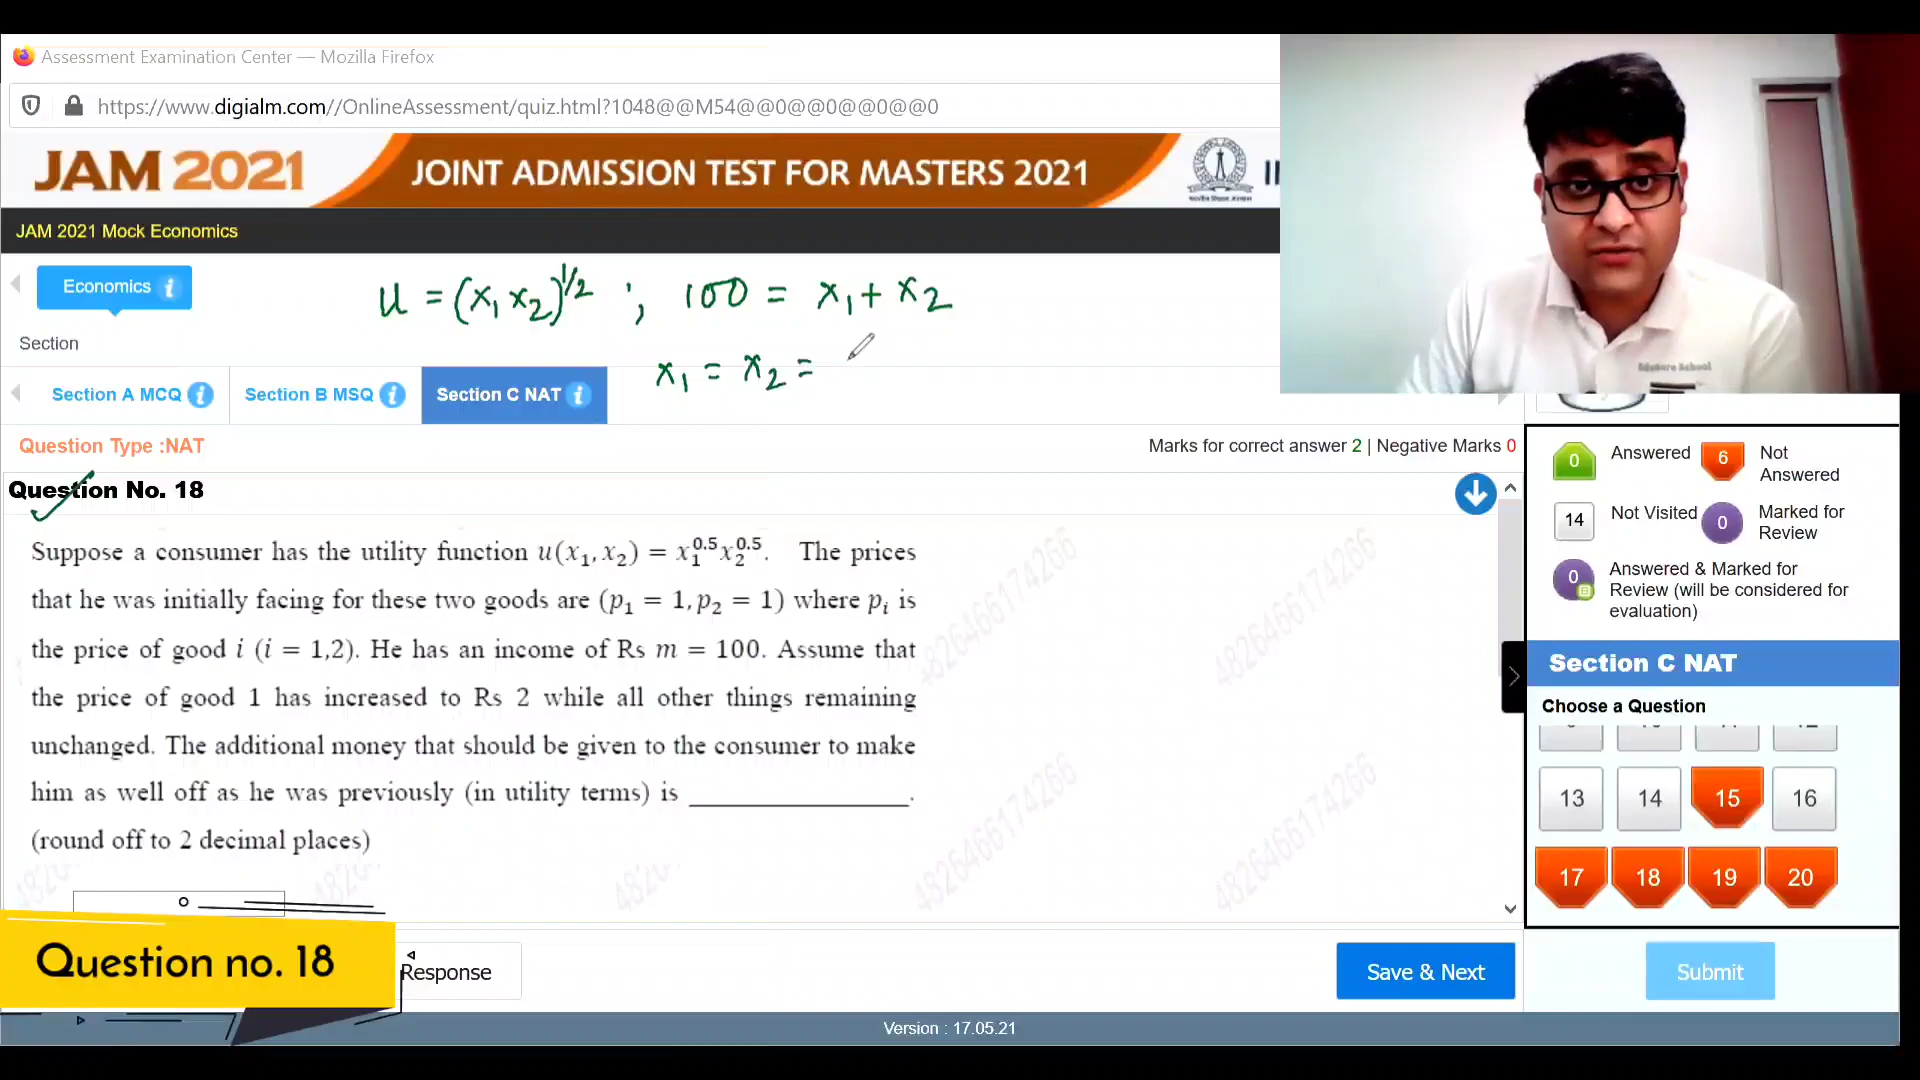 Assessment Examination Center — Mozilla Firefox
https://www.digialm.com//OnlineAssessment/quiz.html?1048@@M54@@0@@0@@0@@0
JAM 2021
JOINT ADMISSION TEST FOR MASTERS 2021
JAM 2021 Mock Economics
Economics i
u = (x₁ x₂)^1/2 ; 100 = x₁ + x₂
Section
x₁ = x₂ =
Section A MCQ i
Section B MSQ i
Section C NAT i
Question Type :NAT
Marks for correct answer 2 | Negative Marks 0
Question No. 18
Suppose a consumer has the utility function u(x₁, x₂) = x₁^0.5 x₂^0.5. The prices
that he was initially facing for these two goods are (p₁ = 1, p₂ = 1) where pᵢ is
the price of good i (i = 1,2). He has an income of Rs m = 100. Assume that
the price of good 1 has increased to Rs 2 while all other things remaining
unchanged. The additional money that should be given to the consumer to make
him as well off as he was previously (in utility terms) is ____________.
(round off to 2 decimal places)
4826466174266
4826466174266
4826466174266
4826466174266
Question no. 18
Response
Save & Next
Version : 17.05.21
0 Answered
6 Not Answered
14 Not Visited
0 Marked for Review
0 Answered & Marked for Review (will be considered for evaluation)
Section C NAT
Choose a Question
13 14 15 16
17 18 19 20
Submit